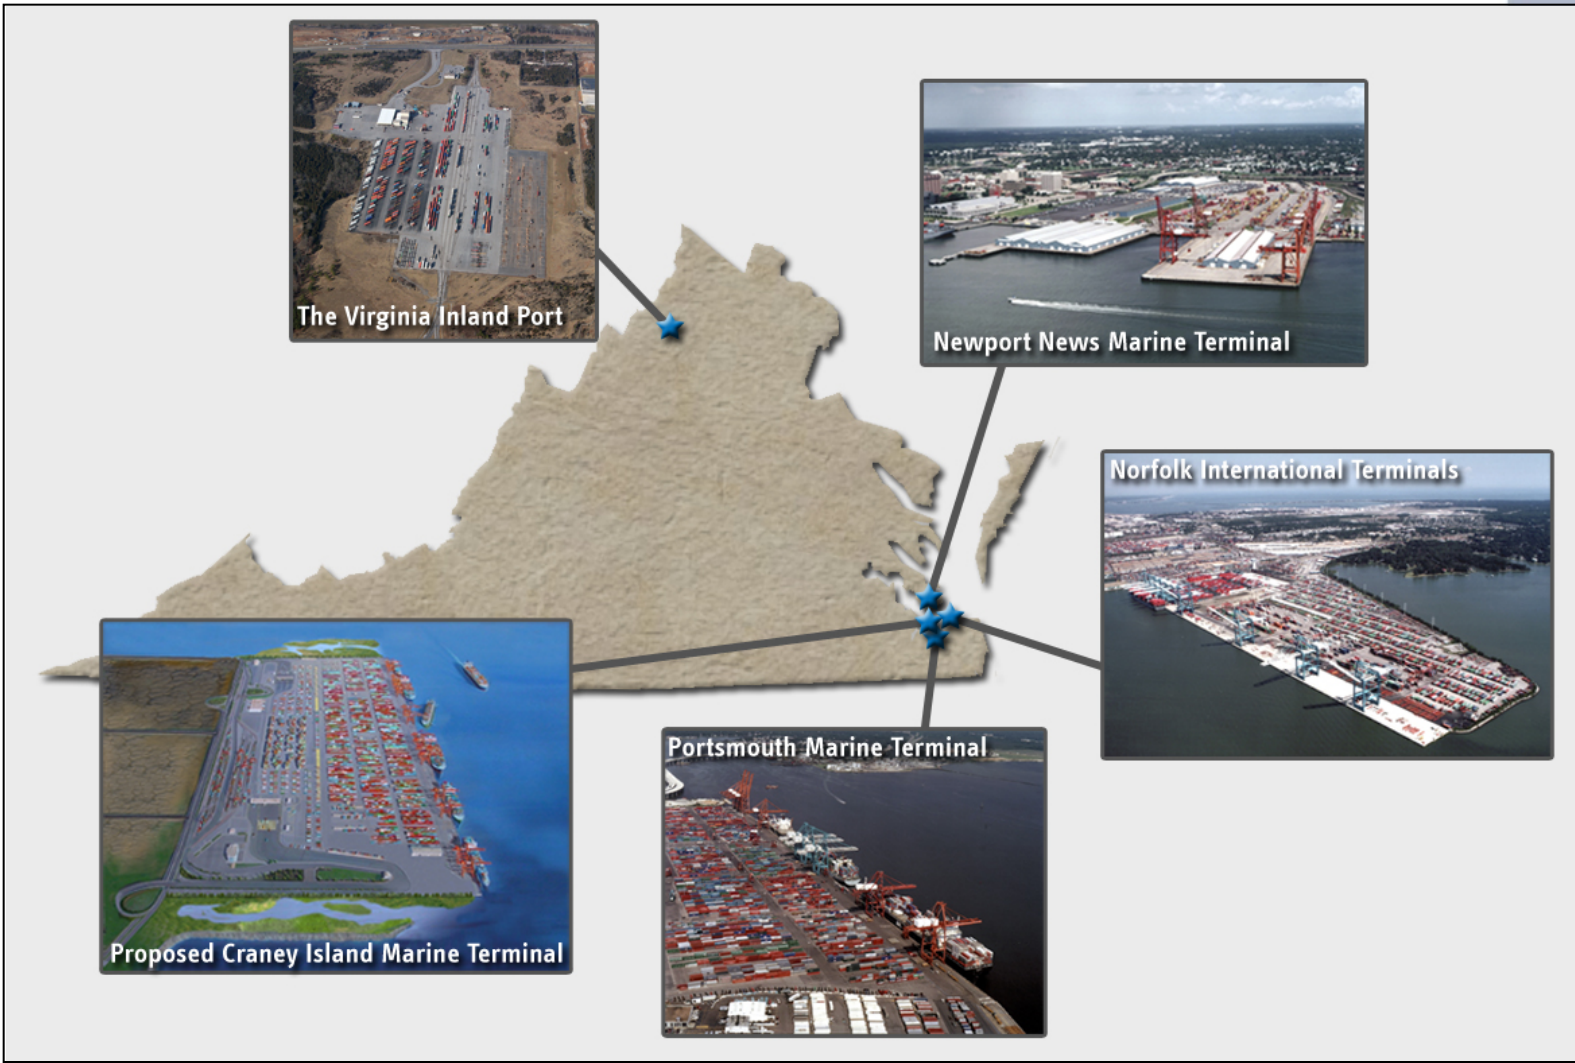 The Virginia Inland Port
Newport News Marine Terminal
Norfolk International Terminals
Portsmouth Marine Terminal
Proposed Craney Island Marine Terminal